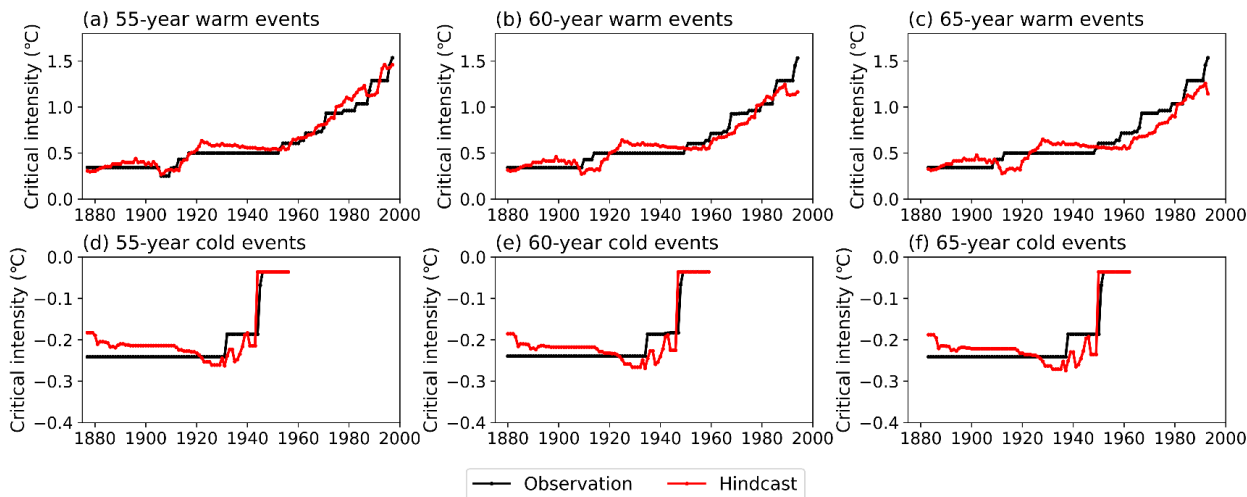 (a) 55-year warm events
(b) 60-year warm events
(c) 65-year warm events
Critical intensity (℃)
1.5
1.0
0.5
0.0
1880 1900 1920 1940 1960 1980 2000
Critical intensity (℃)
1.5
1.0
0.5
0.0
1880 1900 1920 1940 1960 1980 2000
Critical intensity (℃)
1.5
1.0
0.5
0.0
1880 1900 1920 1940 1960 1980 2000
(d) 55-year cold events
(e) 60-year cold events
(f) 65-year cold events
Critical intensity (℃)
0.0
−0.1
−0.2
−0.3
−0.4
1880 1900 1920 1940 1960 1980 2000
Critical intensity (℃)
0.0
−0.1
−0.2
−0.3
−0.4
1880 1900 1920 1940 1960 1980 2000
Critical intensity (℃)
0.0
−0.1
−0.2
−0.3
−0.4
1880 1900 1920 1940 1960 1980 2000
Observation
Hindcast